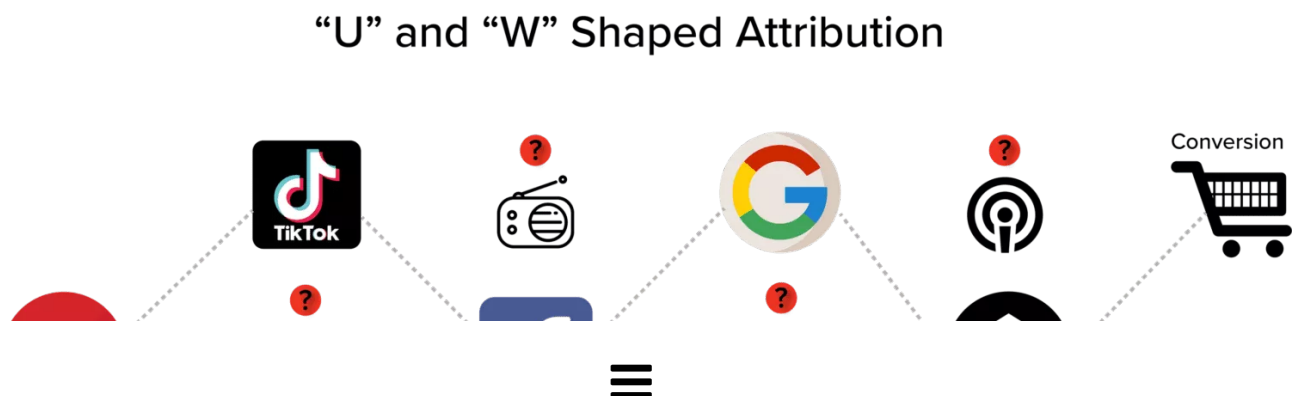 “U” and “W” Shaped Attribution
Conversion
?
?
TikTok
?
?